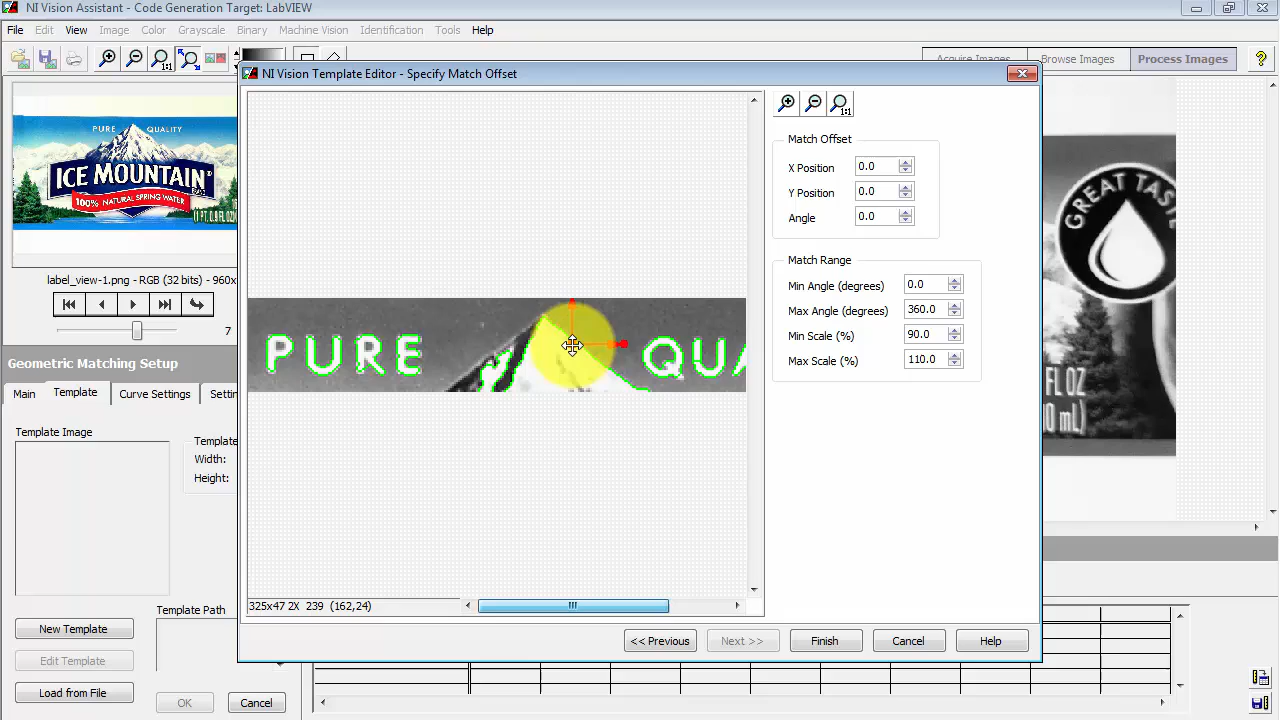 NI Vision Assistant - Code Generation Target: LabVIEW
File Edit View Image Color Grayscale Binary Machine Vision Identification Tools Help
1:1 Acquire Images Browse Images Process Images ?
NI Vision Template Editor - Specify Match Offset
1:1
PURE QUALITY
ICE MOUNTAIN
100% NATURAL SPRING WATER
label_view-1.png - RGB (32 bits) - 960x
7
Geometric Matching Setup
Main Template Curve Settings Settin
Template Image
Template
Width:
Height:
Template Path
New Template
Edit Template
Load from File
OK Cancel
PURE QUA
325x47 2X 239 (162,24)
Match Offset
X Position 0.0
Y Position 0.0
Angle 0.0
Match Range
Min Angle (degrees) 0.0
Max Angle (degrees) 360.0
Min Scale (%) 90.0
Max Scale (%) 110.0
<< Previous Next >> Finish Cancel Help
GREAT TASTE
FL OZ
0 mL)